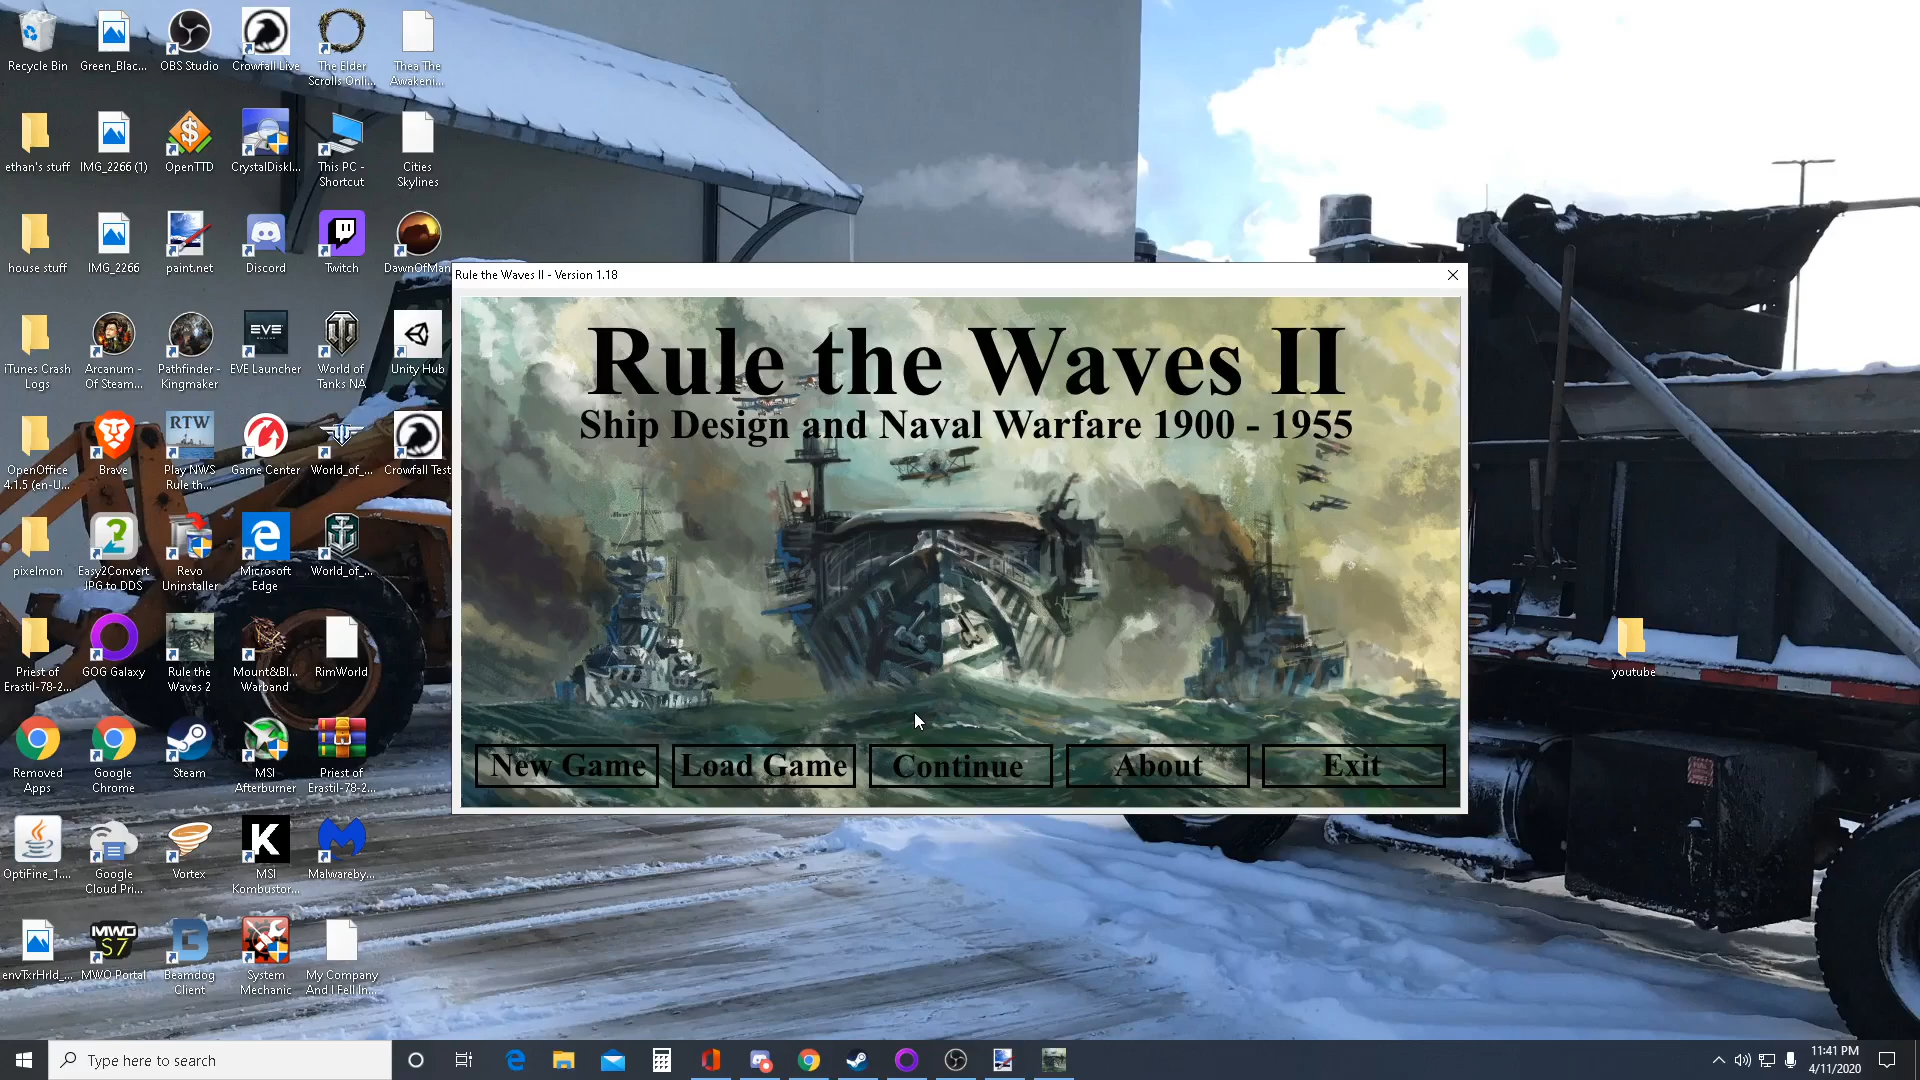 Recycle Bin
Green_Blac...
OBS Studio
Crowfall Live
The Elder
Scrolls Onli...
Thea The
Awakeni...
ethan's stuff
IMG_2266 (1)
OpenTTD
CrystalDiskI...
This PC -
Shortcut
Cities
Skylines
house stuff
IMG_2266
paint.net
Discord
Twitch
DawnOfMan
iTunes Crash
Logs
Arcanum -
Of Steam...
Pathfinder -
Kingmaker
EVE
EVE Launcher
World of
Tanks NA
Unity Hub
OpenOffice
4.1.5 (en-U...
Brave
RTW
Play NWS
Rule th...
Game Center
World_of_...
Crowfall Test
pixelmon
Easy2Convert
JPG to DDS
Revo
Uninstaller
Microsoft
Edge
World_of_...
Priest of
Erastil-78-2...
GOG Galaxy
Rule the
Waves 2
Mount&Bl...
Warband
RimWorld
Removed
Apps
Google
Chrome
Steam
MSI
Afterburner
Priest of
Erastil-78-2...
OptiFine_1....
Google
Cloud Pri...
Vortex
K
MSI
Kombustor...
Malwareby...
envTxrHrld_...
MWO
S7
MWO Portal
Beamdog
Client
System
Mechanic
My Company
And I Fell In...
Rule the Waves II - Version 1.18
Rule the Waves II
Ship Design and Naval Warfare 1900 - 1955
New Game
Load Game
Continue
About
Exit
youtube
Type here to search
11:41 PM
4/11/2020